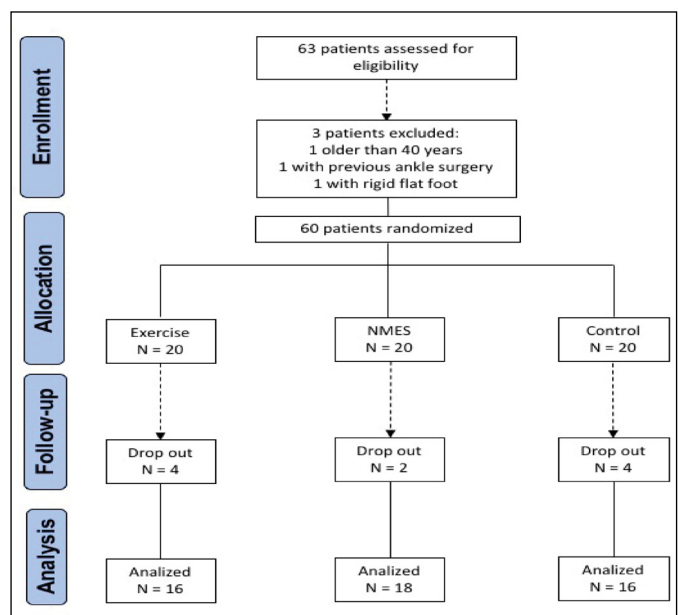 Enrollment
63 patients assessed for
eligibility
3 patients excluded:
1 older than 40 years
1 with previous ankle surgery
1 with rigid flat foot
Allocation
60 patients randomized
Exercise
N = 20
NMES
N = 20
Control
N = 20
Follow-up
Drop out
N = 4
Drop out
N = 2
Drop out
N = 4
Analysis
Analized
N = 16
Analized
N = 18
Analized
N = 16